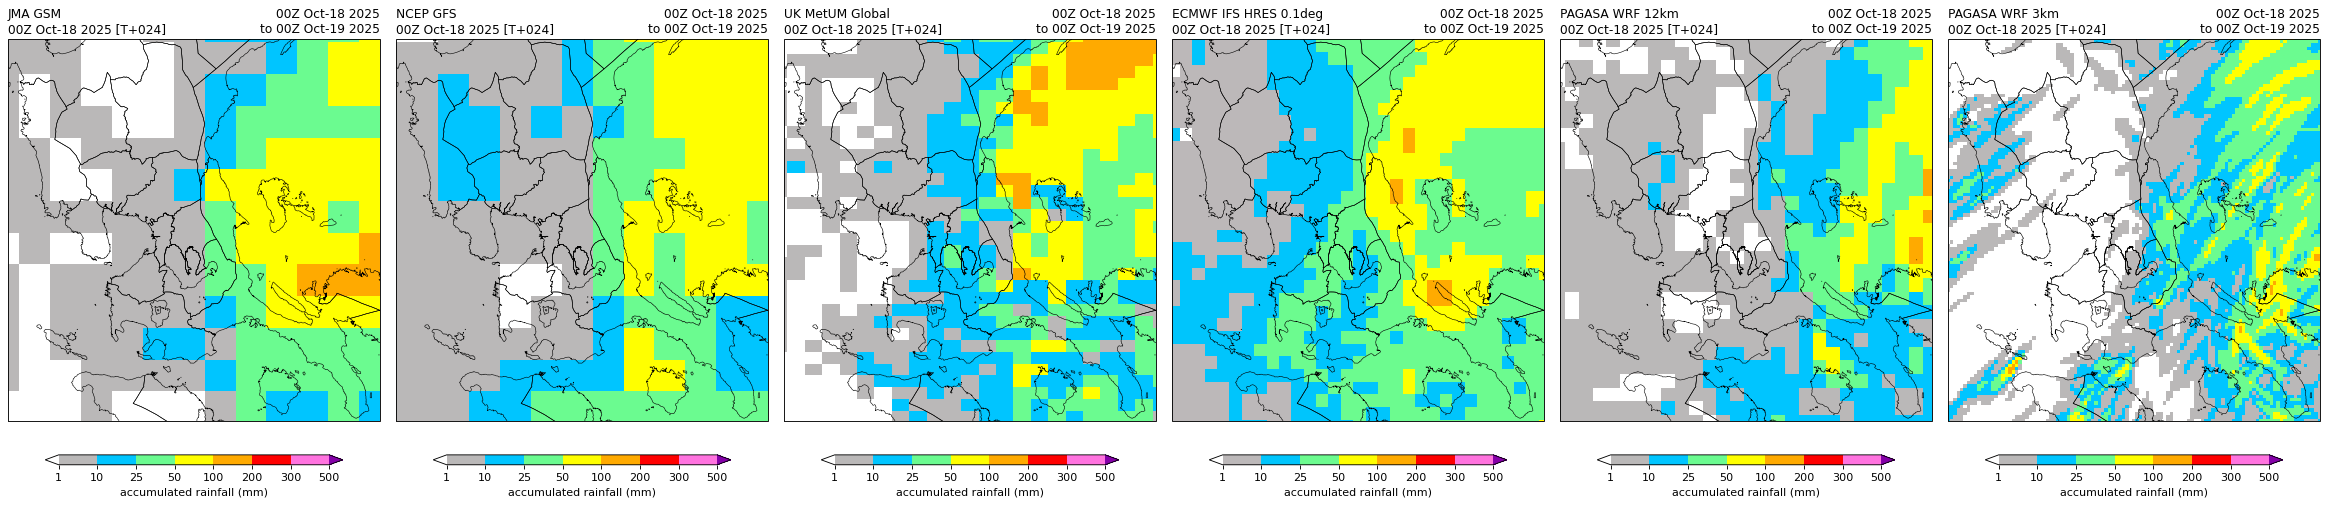 JMA GSM 00Z Oct-18 2025
00Z Oct-18 2025 [T+024] to 00Z Oct-19 2025
1 10 25 50 100 200 300 500
accumulated rainfall (mm)
NCEP GFS 00Z Oct-18 2025
00Z Oct-18 2025 [T+024] to 00Z Oct-19 2025
1 10 25 50 100 200 300 500
accumulated rainfall (mm)
UK MetUM Global 00Z Oct-18 2025
00Z Oct-18 2025 [T+024] to 00Z Oct-19 2025
1 10 25 50 100 200 300 500
accumulated rainfall (mm)
ECMWF IFS HRES 0.1deg 00Z Oct-18 2025
00Z Oct-18 2025 [T+024] to 00Z Oct-19 2025
1 10 25 50 100 200 300 500
accumulated rainfall (mm)
PAGASA WRF 12km 00Z Oct-18 2025
00Z Oct-18 2025 [T+024] to 00Z Oct-19 2025
1 10 25 50 100 200 300 500
accumulated rainfall (mm)
PAGASA WRF 3km 00Z Oct-18 2025
00Z Oct-18 2025 [T+024] to 00Z Oct-19 2025
1 10 25 50 100 200 300 500
accumulated rainfall (mm)